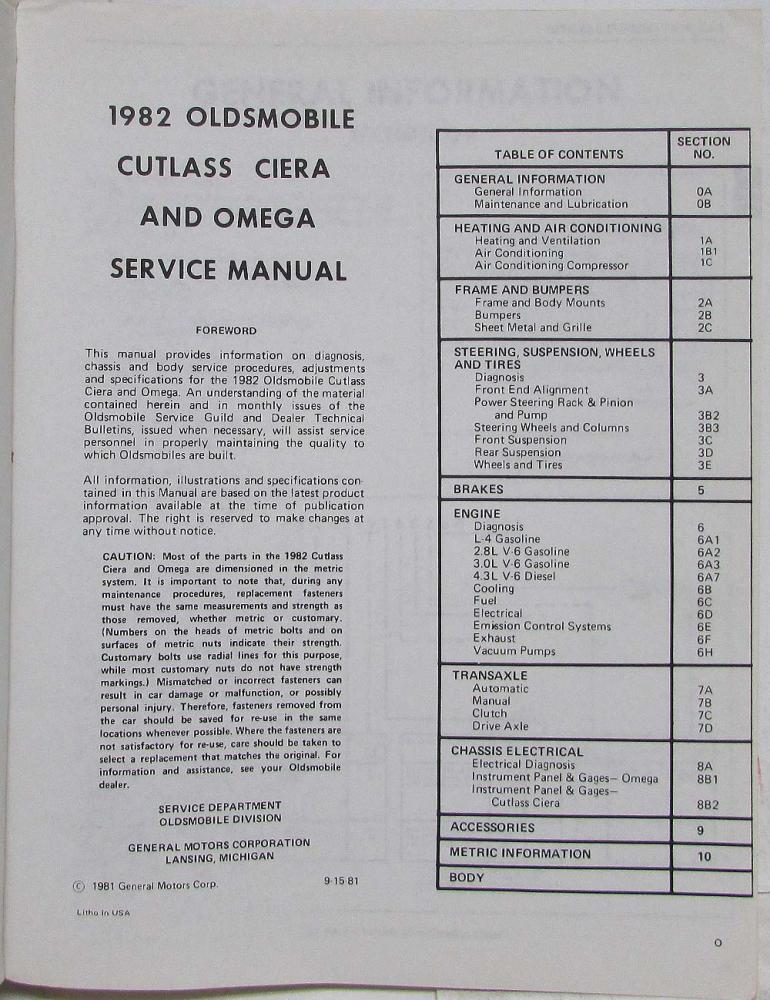 1982 OLDSMOBILE
CUTLASS CIERA
AND OMEGA
SERVICE MANUAL
FOREWORD
This manual provides information on diagnosis,
chassis and body service procedures, adjustments
and specifications for the 1982 Oldsmobile Cutlass
Ciera and Omega. An understanding of the material
contained herein and in monthly issues of the
Oldsmobile Service Guild and Dealer Technical
Bulletins, issued when necessary, will assist service
personnel in properly maintaining the quality to
which Oldsmobiles are built.
All information, illustrations and specifications con-
tained in this Manual are based on the latest product
information available at the time of publication
approval. The right is reserved to make changes at
any time without notice.
CAUTION: Most of the parts in the 1982 Cutlass
Ciera and Omega are dimensioned in the metric
system. It is important to note that, during any
maintenance procedures, replacement fasteners
must have the same measurements and strength as
those removed, whether metric or customary.
(Numbers on the heads of metric bolts and on
surfaces of metric nuts indicate their strength.
Customary bolts use radial lines for this purpose,
while most customary nuts do not have strength
markings.) Mismatched or incorrect fasteners can
result in car damage or malfunction, or possibly
personal injury. Therefore, fasteners removed from
the car should be saved for re-use in the same
locations whenever possible. Where the fasteners are
not satisfactory for re-use, care should be taken to
select a replacement that matches the original. For
information and assistance, see your Oldsmobile
dealer.
SERVICE DEPARTMENT
OLDSMOBILE DIVISION
GENERAL MOTORS CORPORATION
LANSING, MICHIGAN
© 1981 General Motors Corp. 9-15-81
Litho in USA
TABLE OF CONTENTS SECTION NO.
GENERAL INFORMATION
General Information 0A
Maintenance and Lubrication 0B
HEATING AND AIR CONDITIONING
Heating and Ventilation 1A
Air Conditioning 1B1
Air Conditioning Compressor 1C
FRAME AND BUMPERS
Frame and Body Mounts 2A
Bumpers 2B
Sheet Metal and Grille 2C
STEERING, SUSPENSION, WHEELS
AND TIRES
Diagnosis 3
Front End Alignment 3A
Power Steering Rack & Pinion
and Pump 3B2
Steering Wheels and Columns 3B3
Front Suspension 3C
Rear Suspension 3D
Wheels and Tires 3E
BRAKES 5
ENGINE
Diagnosis 6
L-4 Gasoline 6A1
2.8L V-6 Gasoline 6A2
3.0L V-6 Gasoline 6A3
4.3L V-6 Diesel 6A7
Cooling 6B
Fuel 6C
Electrical 6D
Emission Control Systems 6E
Exhaust 6F
Vacuum Pumps 6H
TRANSAXLE
Automatic 7A
Manual 7B
Clutch 7C
Drive Axle 7D
CHASSIS ELECTRICAL
Electrical Diagnosis 8A
Instrument Panel & Gages— Omega 8B1
Instrument Panel & Gages—
Cutlass Ciera 8B2
ACCESSORIES 9
METRIC INFORMATION 10
BODY
O